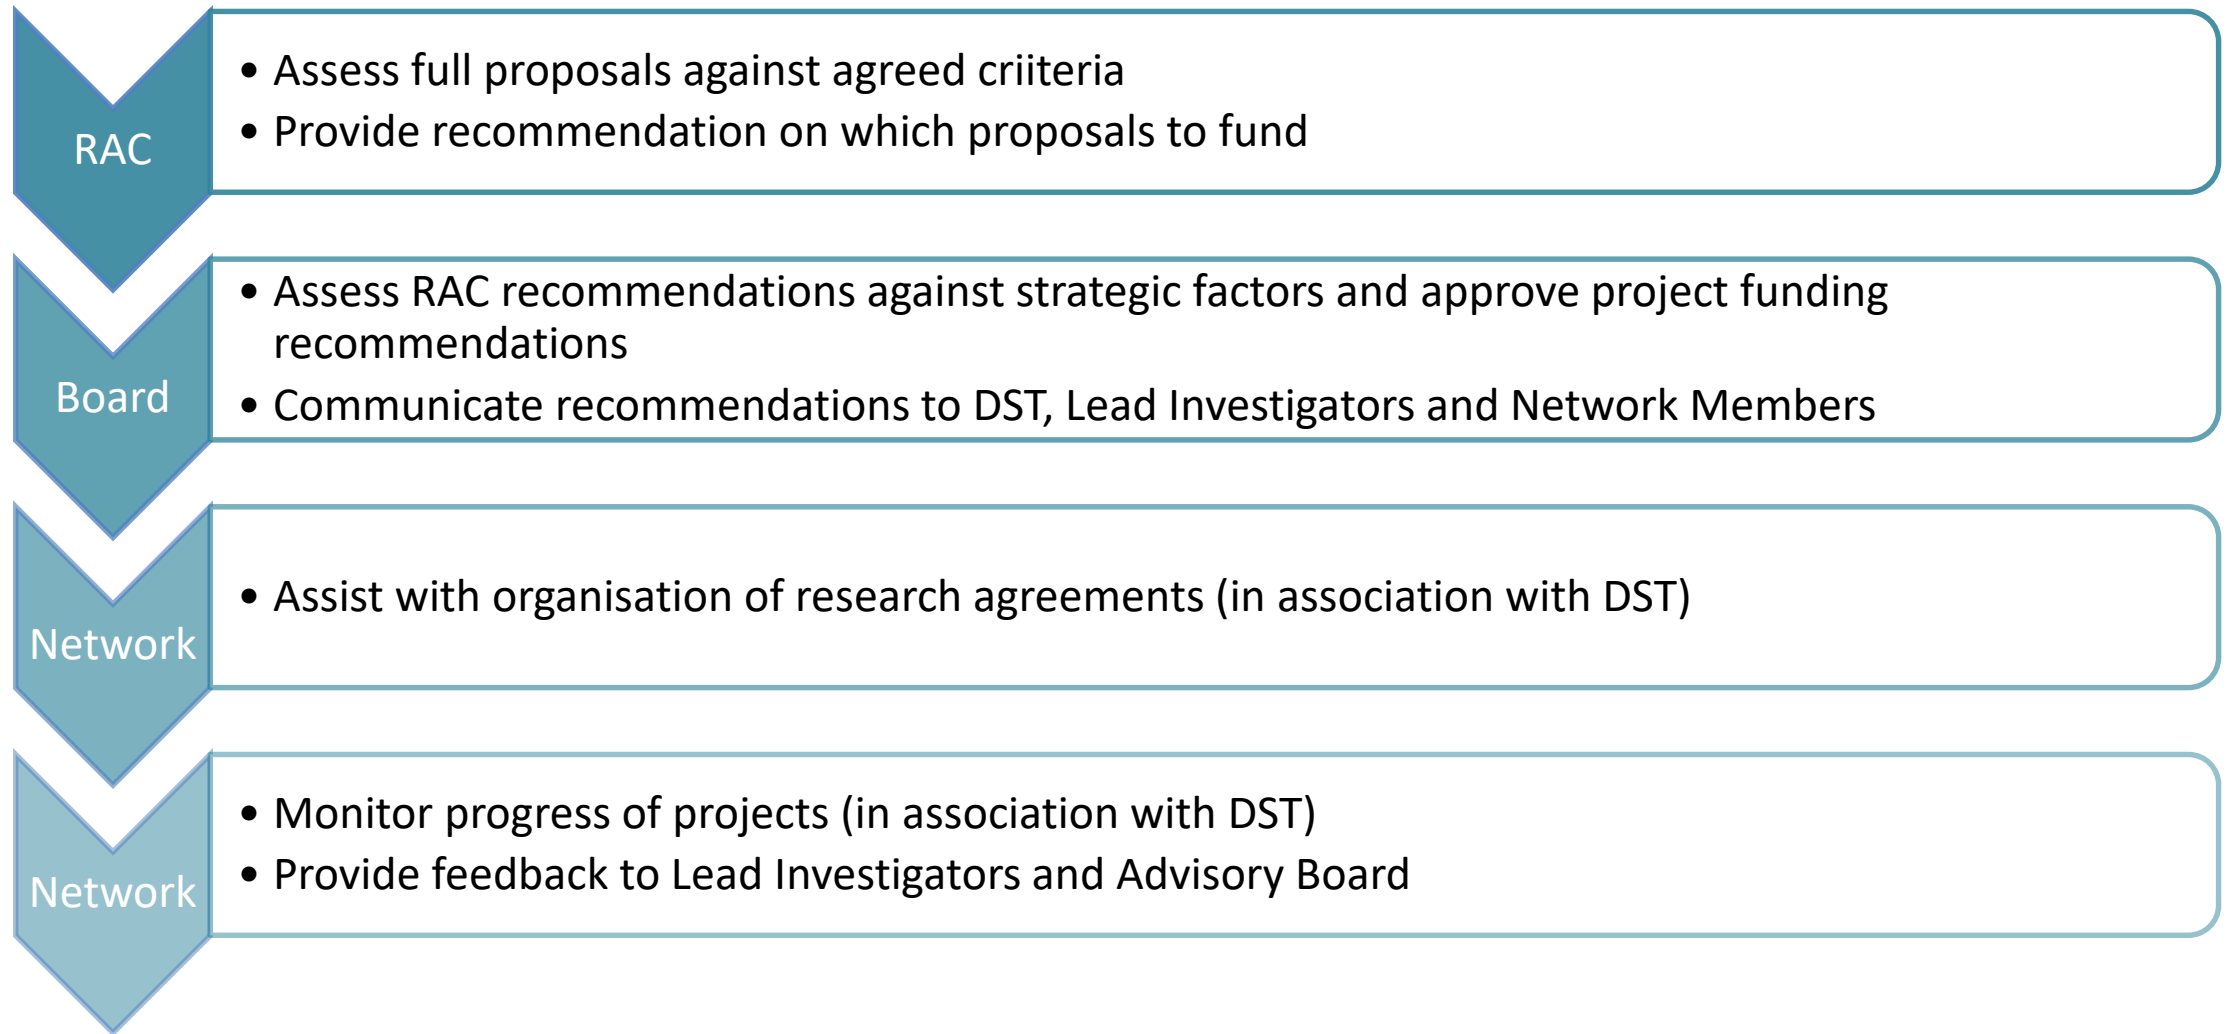 RAC
• Assess full proposals against agreed criiteria
• Provide recommendation on which proposals to fund
Board
• Assess RAC recommendations against strategic factors and approve project funding
recommendations
• Communicate recommendations to DST, Lead Investigators and Network Members
Network
• Assist with organisation of research agreements (in association with DST)
Network
• Monitor progress of projects (in association with DST)
• Provide feedback to Lead Investigators and Advisory Board